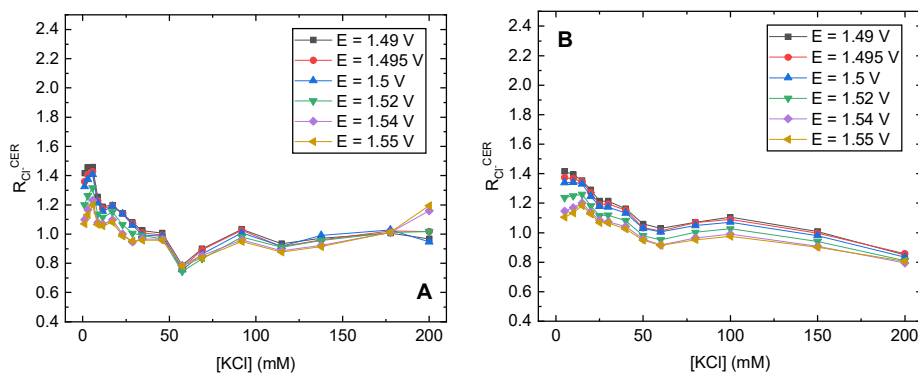 2.4
2.2
2.0
1.8
1.6
1.4
1.2
1.0
0.8
0.6
0.4
R_Cl-^CER
E = 1.49 V
E = 1.495 V
E = 1.5 V
E = 1.52 V
E = 1.54 V
E = 1.55 V
A
0 50 100 150 200
[KCl] (mM)
2.4
2.2
2.0
1.8
1.6
1.4
1.2
1.0
0.8
0.6
0.4
R_Cl-^CER
B
E = 1.49 V
E = 1.495 V
E = 1.5 V
E = 1.52 V
E = 1.54 V
E = 1.55 V
0 50 100 150 200
[KCl] (mM)